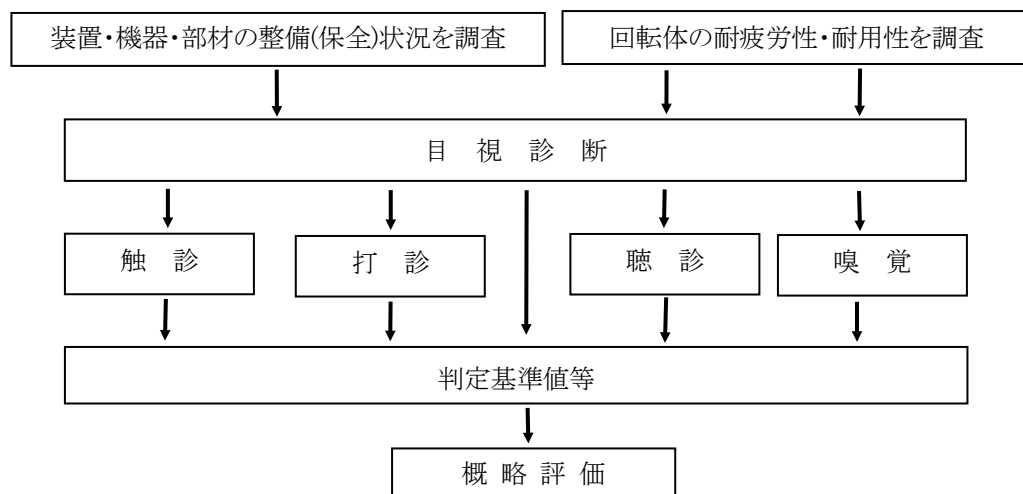 装置・機器・部材の整備(保全)状況を調査
回転体の耐疲労性・耐用性を調査
目 視 診 断
触 診
打 診
聴 診
嗅 覚
判定基準値等
概 略 評 価